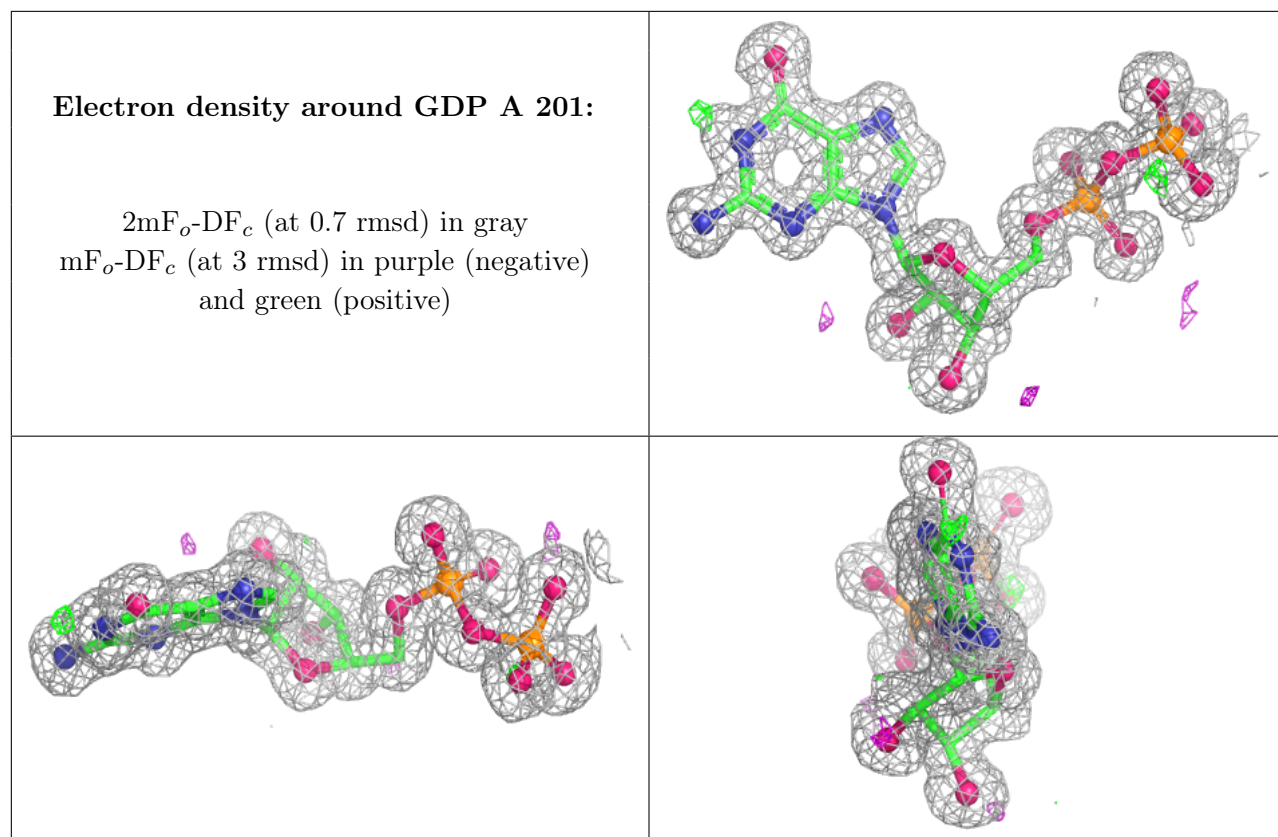 Electron density around GDP A 201:
2mFo-DFc (at 0.7 rmsd) in gray
mFo-DFc (at 3 rmsd) in purple (negative)
and green (positive)